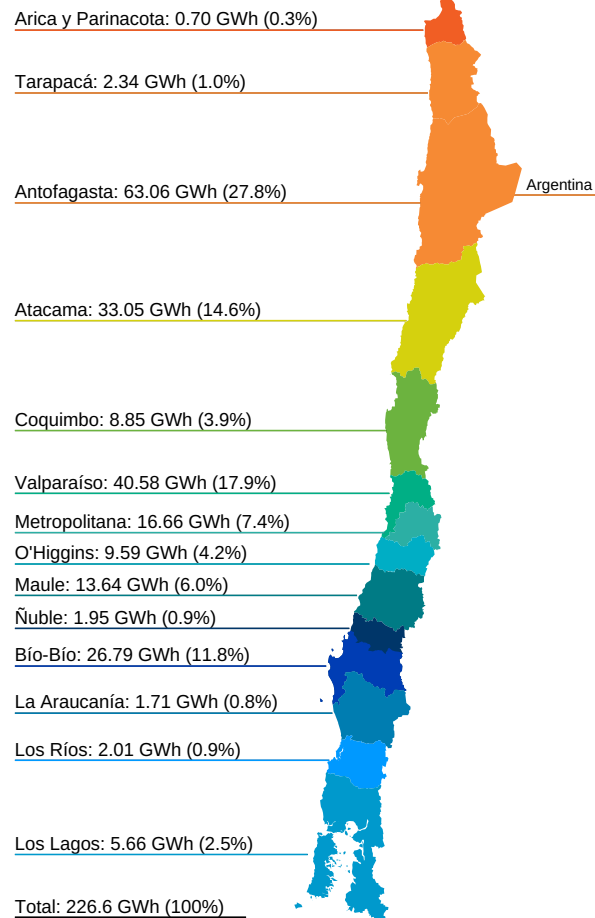 Arica y Parinacota: 0.70 GWh (0.3%)
Tarapacá: 2.34 GWh (1.0%)
Antofagasta: 63.06 GWh (27.8%)
Argentina
Atacama: 33.05 GWh (14.6%)
Coquimbo: 8.85 GWh (3.9%)
Valparaíso: 40.58 GWh (17.9%)
Metropolitana: 16.66 GWh (7.4%)
O'Higgins: 9.59 GWh (4.2%)
Maule: 13.64 GWh (6.0%)
Ñuble: 1.95 GWh (0.9%)
Bío-Bío: 26.79 GWh (11.8%)
La Araucanía: 1.71 GWh (0.8%)
Los Ríos: 2.01 GWh (0.9%)
Los Lagos: 5.66 GWh (2.5%)
Total: 226.6 GWh (100%)